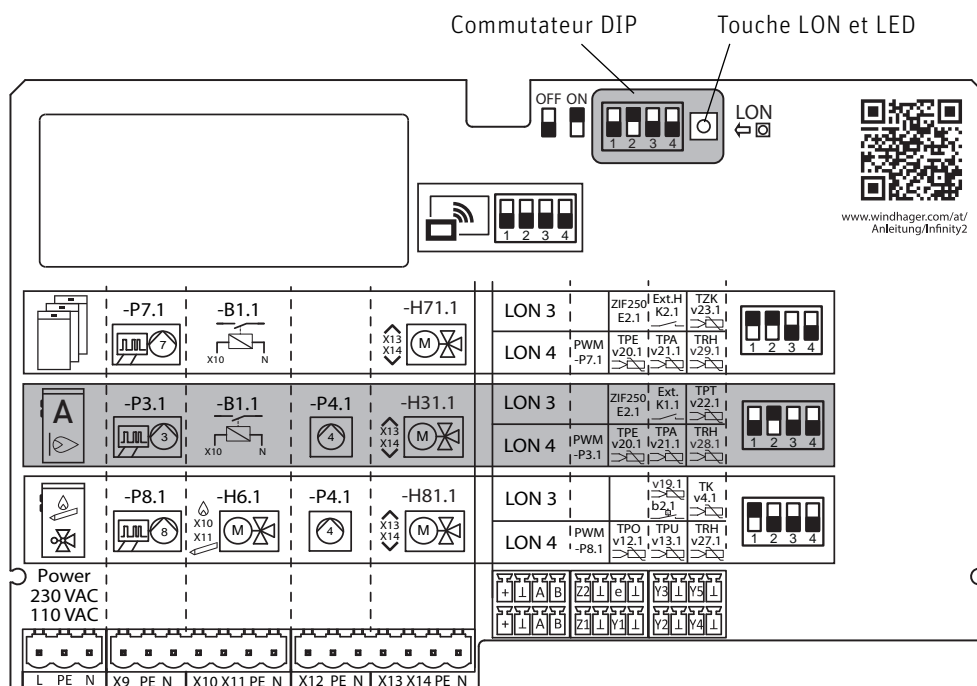 Commutateur DIP Touche LON et LED
OFF ON
1 2 3 4
LON
www.windhager.com/at/
Anleitung/Infinity2
1 2 3 4
-P7.1 -B1.1 -H71.1
7
X10 N
X13
X14
M
LON 3 ZIF250 E2.1 Ext.H K2.1 TZK v23.1
LON 4 PWM -P7.1 TPE v20.1 TPA v21.1 TRH v29.1
1 2 3 4
A
-P3.1 -B1.1 -P4.1 -H31.1
3
X10 N
4
X13
X14
M
LON 3 ZIF250 E2.1 Ext. K1.1 TPT v22.1
LON 4 PWM -P3.1 TPE v20.1 TPA v21.1 TRH v28.1
1 2 3 4
-P8.1 -H6.1 -P4.1 -H81.1
8
X10
X11
M
4
X13
X14
M
LON 3 v19.1 b2.1 TK v4.1
LON 4 PWM -P8.1 TPO v12.1 TPU v13.1 TRH v27.1
1 2 3 4
Power
230 VAC
110 VAC
+ ⊥ A B Z2 ⊥ e ⊥ Y3 ⊥ Y5 ⊥
+ ⊥ A B Z1 ⊥ Y1 ⊥ Y2 ⊥ Y4 ⊥
L PE N X9 PE N X10 X11 PE N X12 PE N X13 X14 PE N